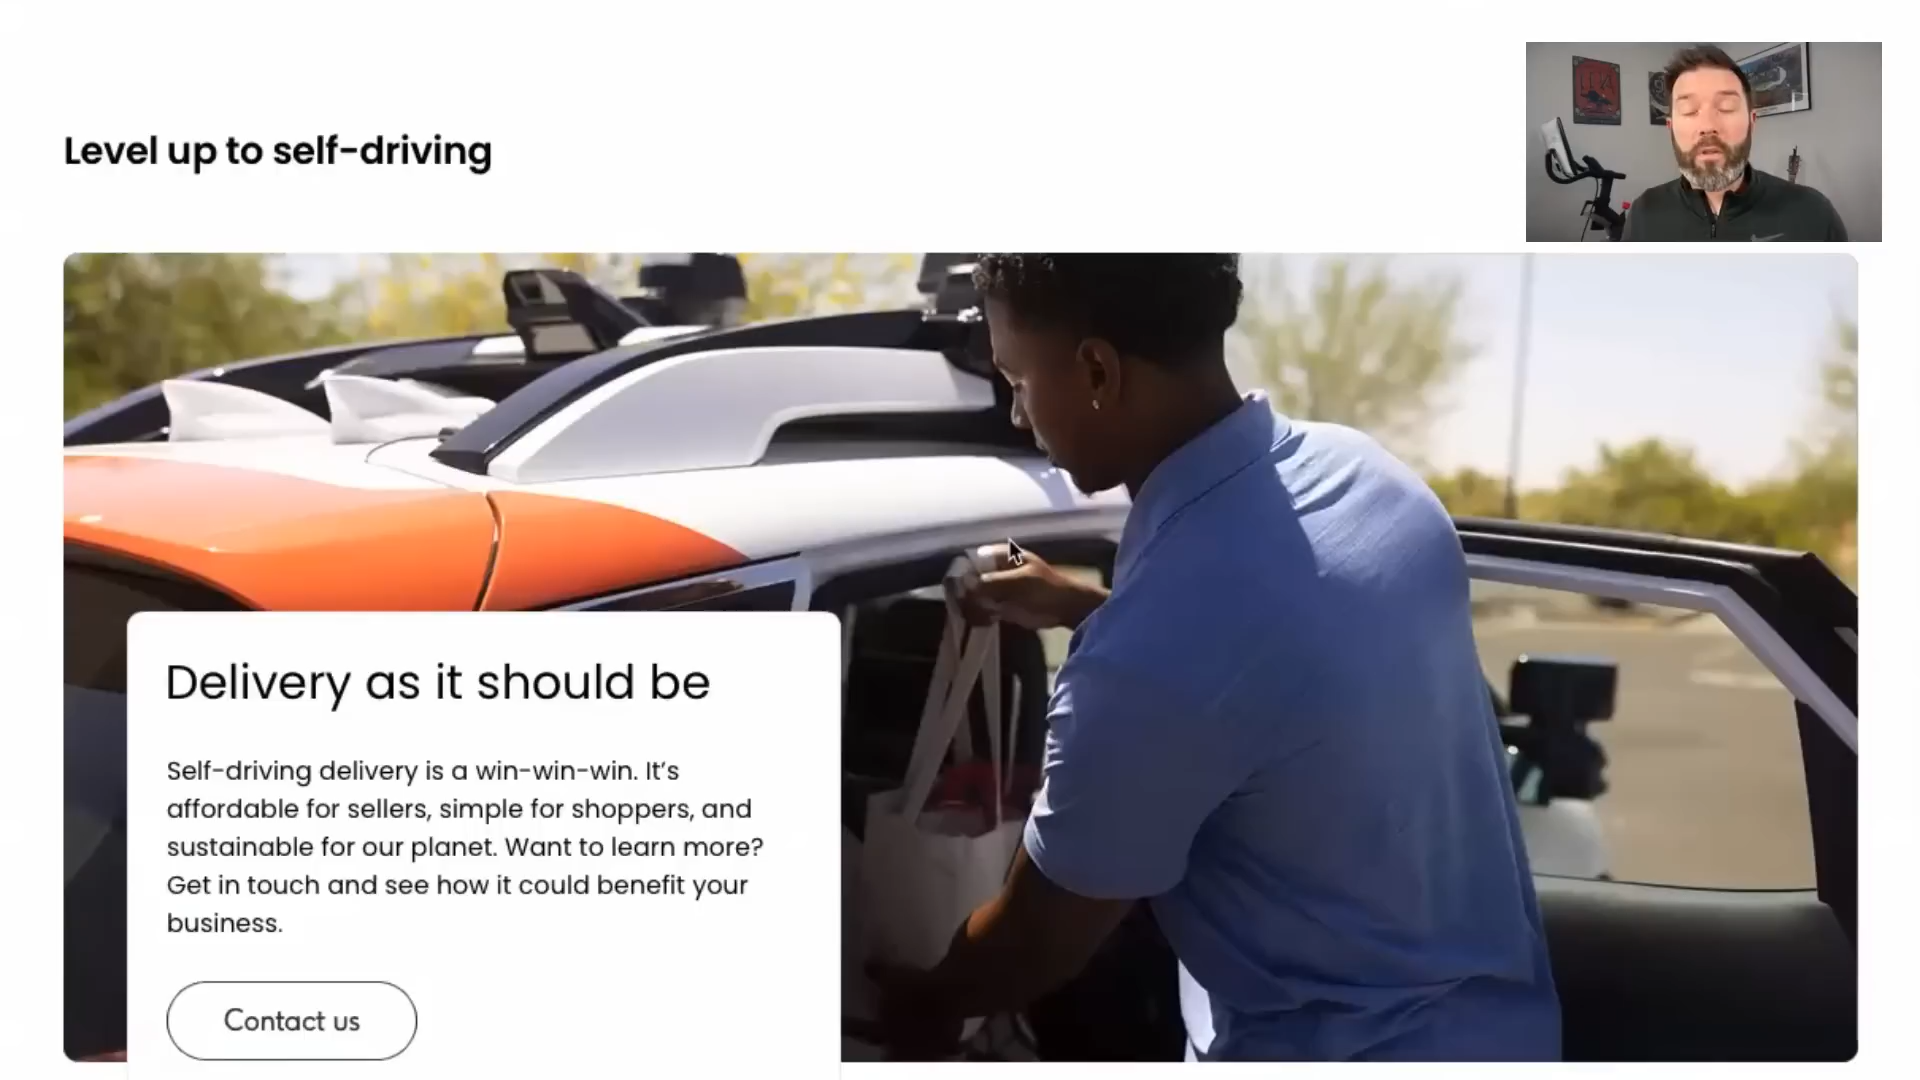 Level up to self-driving
Delivery as it should be
Self-driving delivery is a win-win-win. It’s
affordable for sellers, simple for shoppers, and
sustainable for our planet. Want to learn more?
Get in touch and see how it could benefit your
business.
Contact us